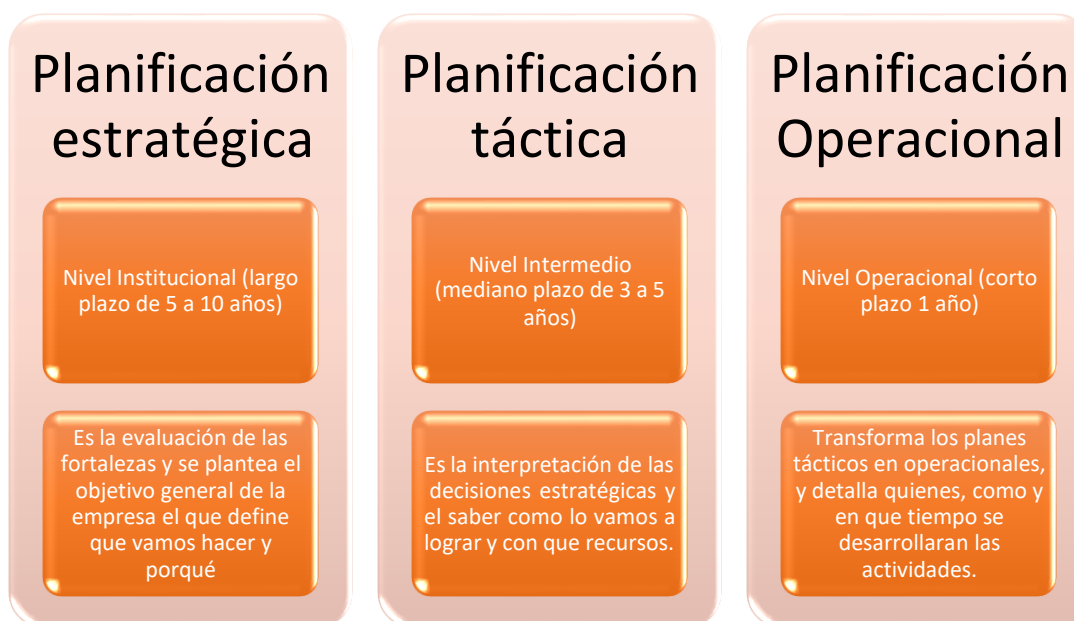 Planificación
estratégica
Nivel Institucional (largo
plazo de 5 a 10 años)
Es la evaluación de las
fortalezas y se plantea el
objetivo general de la
empresa el que define
que vamos hacer y
porqué
Planificación
táctica
Nivel Intermedio
(mediano plazo de 3 a 5
años)
Es la interpretación de las
decisiones estratégicas y
el saber como lo vamos a
lograr y con que recursos.
Planificación
Operacional
Nivel Operacional (corto
plazo 1 año)
Transforma los planes
tácticos en operacionales,
y detalla quienes, como y
en que tiempo se
desarrollaran las
actividades.